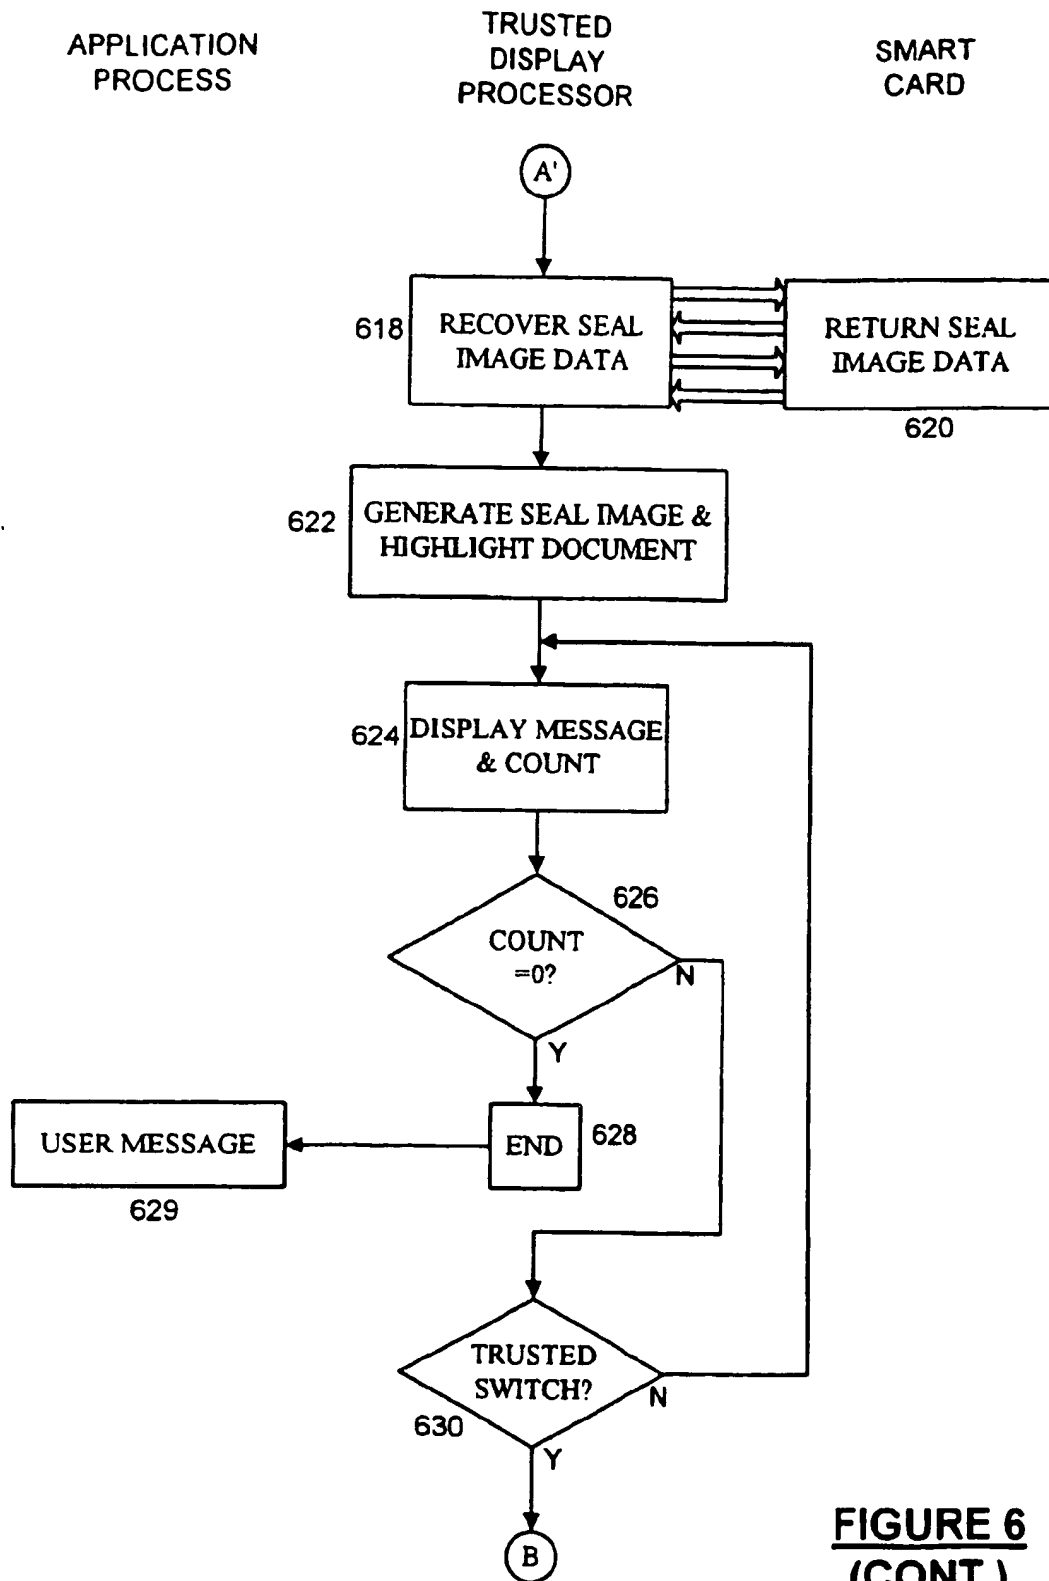 APPLICATION
PROCESS
TRUSTED
DISPLAY
PROCESSOR
SMART
CARD
A'
618
RECOVER SEAL
IMAGE DATA
RETURN SEAL
IMAGE DATA
620
622
GENERATE SEAL IMAGE &
HIGHLIGHT DOCUMENT
624
DISPLAY MESSAGE
& COUNT
626
COUNT
=0?
N
Y
USER MESSAGE
629
END
628
TRUSTED
SWITCH?
N
630
Y
B
FIGURE 6
(CONT.)